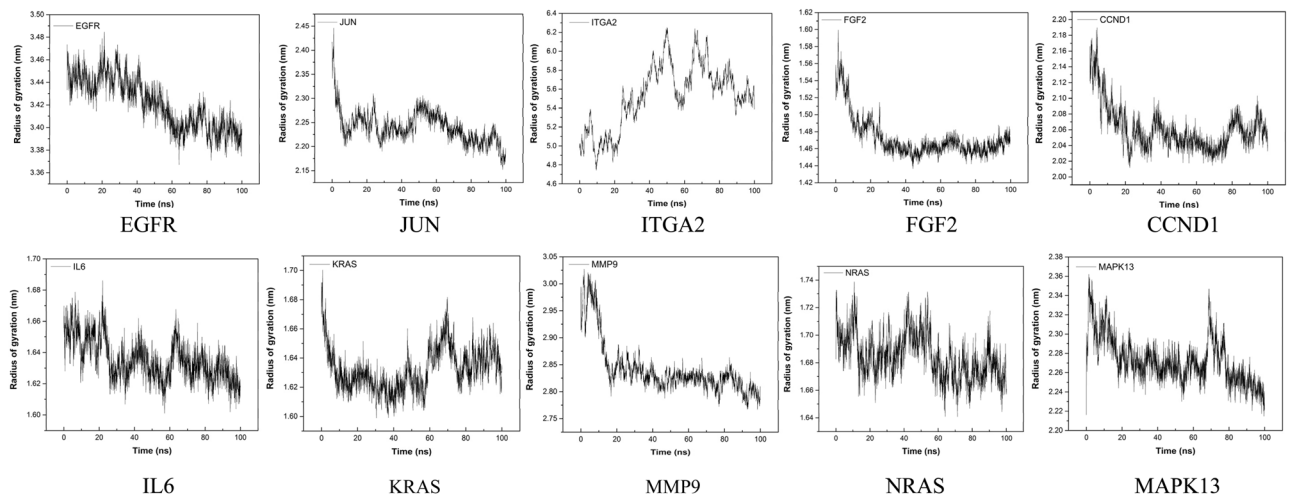 EGFR
Radius of gyration (nm)
3.50
3.48
3.46
3.44
3.42
3.40
3.38
3.36
0 20 40 60 80 100
Time (ns)
EGFR
JUN
Radius of gyration (nm)
2.45
2.40
2.35
2.30
2.25
2.20
2.15
0 20 40 60 80 100
Time (ns)
JUN
ITGA2
Radius of gyration (nm)
6.4
6.2
6.0
5.8
5.6
5.4
5.2
5.0
4.8
4.6
0 20 40 60 80 100
Time (ns)
ITGA2
FGF2
Radius of gyration (nm)
1.62
1.60
1.58
1.56
1.54
1.52
1.50
1.48
1.46
1.44
1.42
0 20 40 60 80 100
Time (ns)
FGF2
CCND1
Radius of gyration (nm)
2.20
2.18
2.16
2.14
2.12
2.10
2.08
2.06
2.04
2.02
2.00
0 20 40 60 80 100
Time (ns)
CCND1
IL6
Radius of gyration (nm)
1.70
1.68
1.66
1.64
1.62
1.60
0 20 40 60 80 100
Time (ns)
IL6
KRAS
Radius of gyration (nm)
1.70
1.68
1.66
1.64
1.62
1.60
0 20 40 60 80 100
Time (ns)
KRAS
MMP9
Radius of gyration (nm)
3.05
3.00
2.95
2.90
2.85
2.80
2.75
0 20 40 60 80 100
Time (ns)
MMP9
NRAS
Radius of gyration (nm)
1.74
1.72
1.70
1.68
1.66
1.64
0 20 40 60 80 100
Time (ns)
NRAS
MAPK13
Radius of gyration (nm)
2.38
2.36
2.34
2.32
2.30
2.28
2.26
2.24
2.22
2.20
0 20 40 60 80 100
Time (ns)
MAPK13